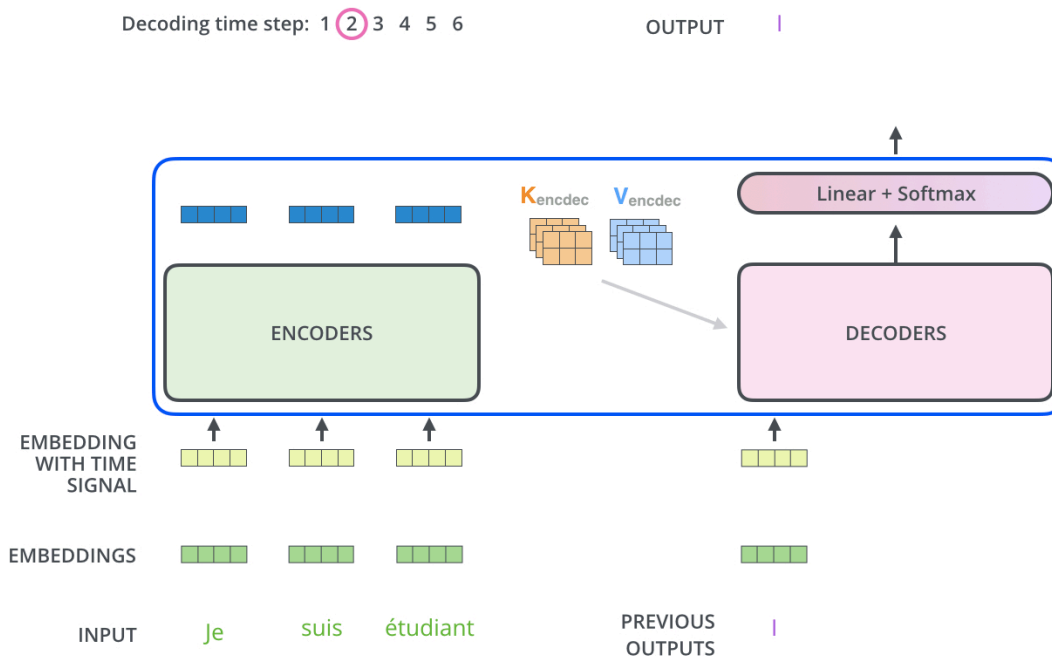 Decoding time step: 1 2 3 4 5 6
OUTPUT I
Kencdec Vencdec
Linear + Softmax
ENCODERS
DECODERS
EMBEDDING
WITH TIME
SIGNAL
EMBEDDINGS
INPUT Je suis étudiant
PREVIOUS
OUTPUTS I